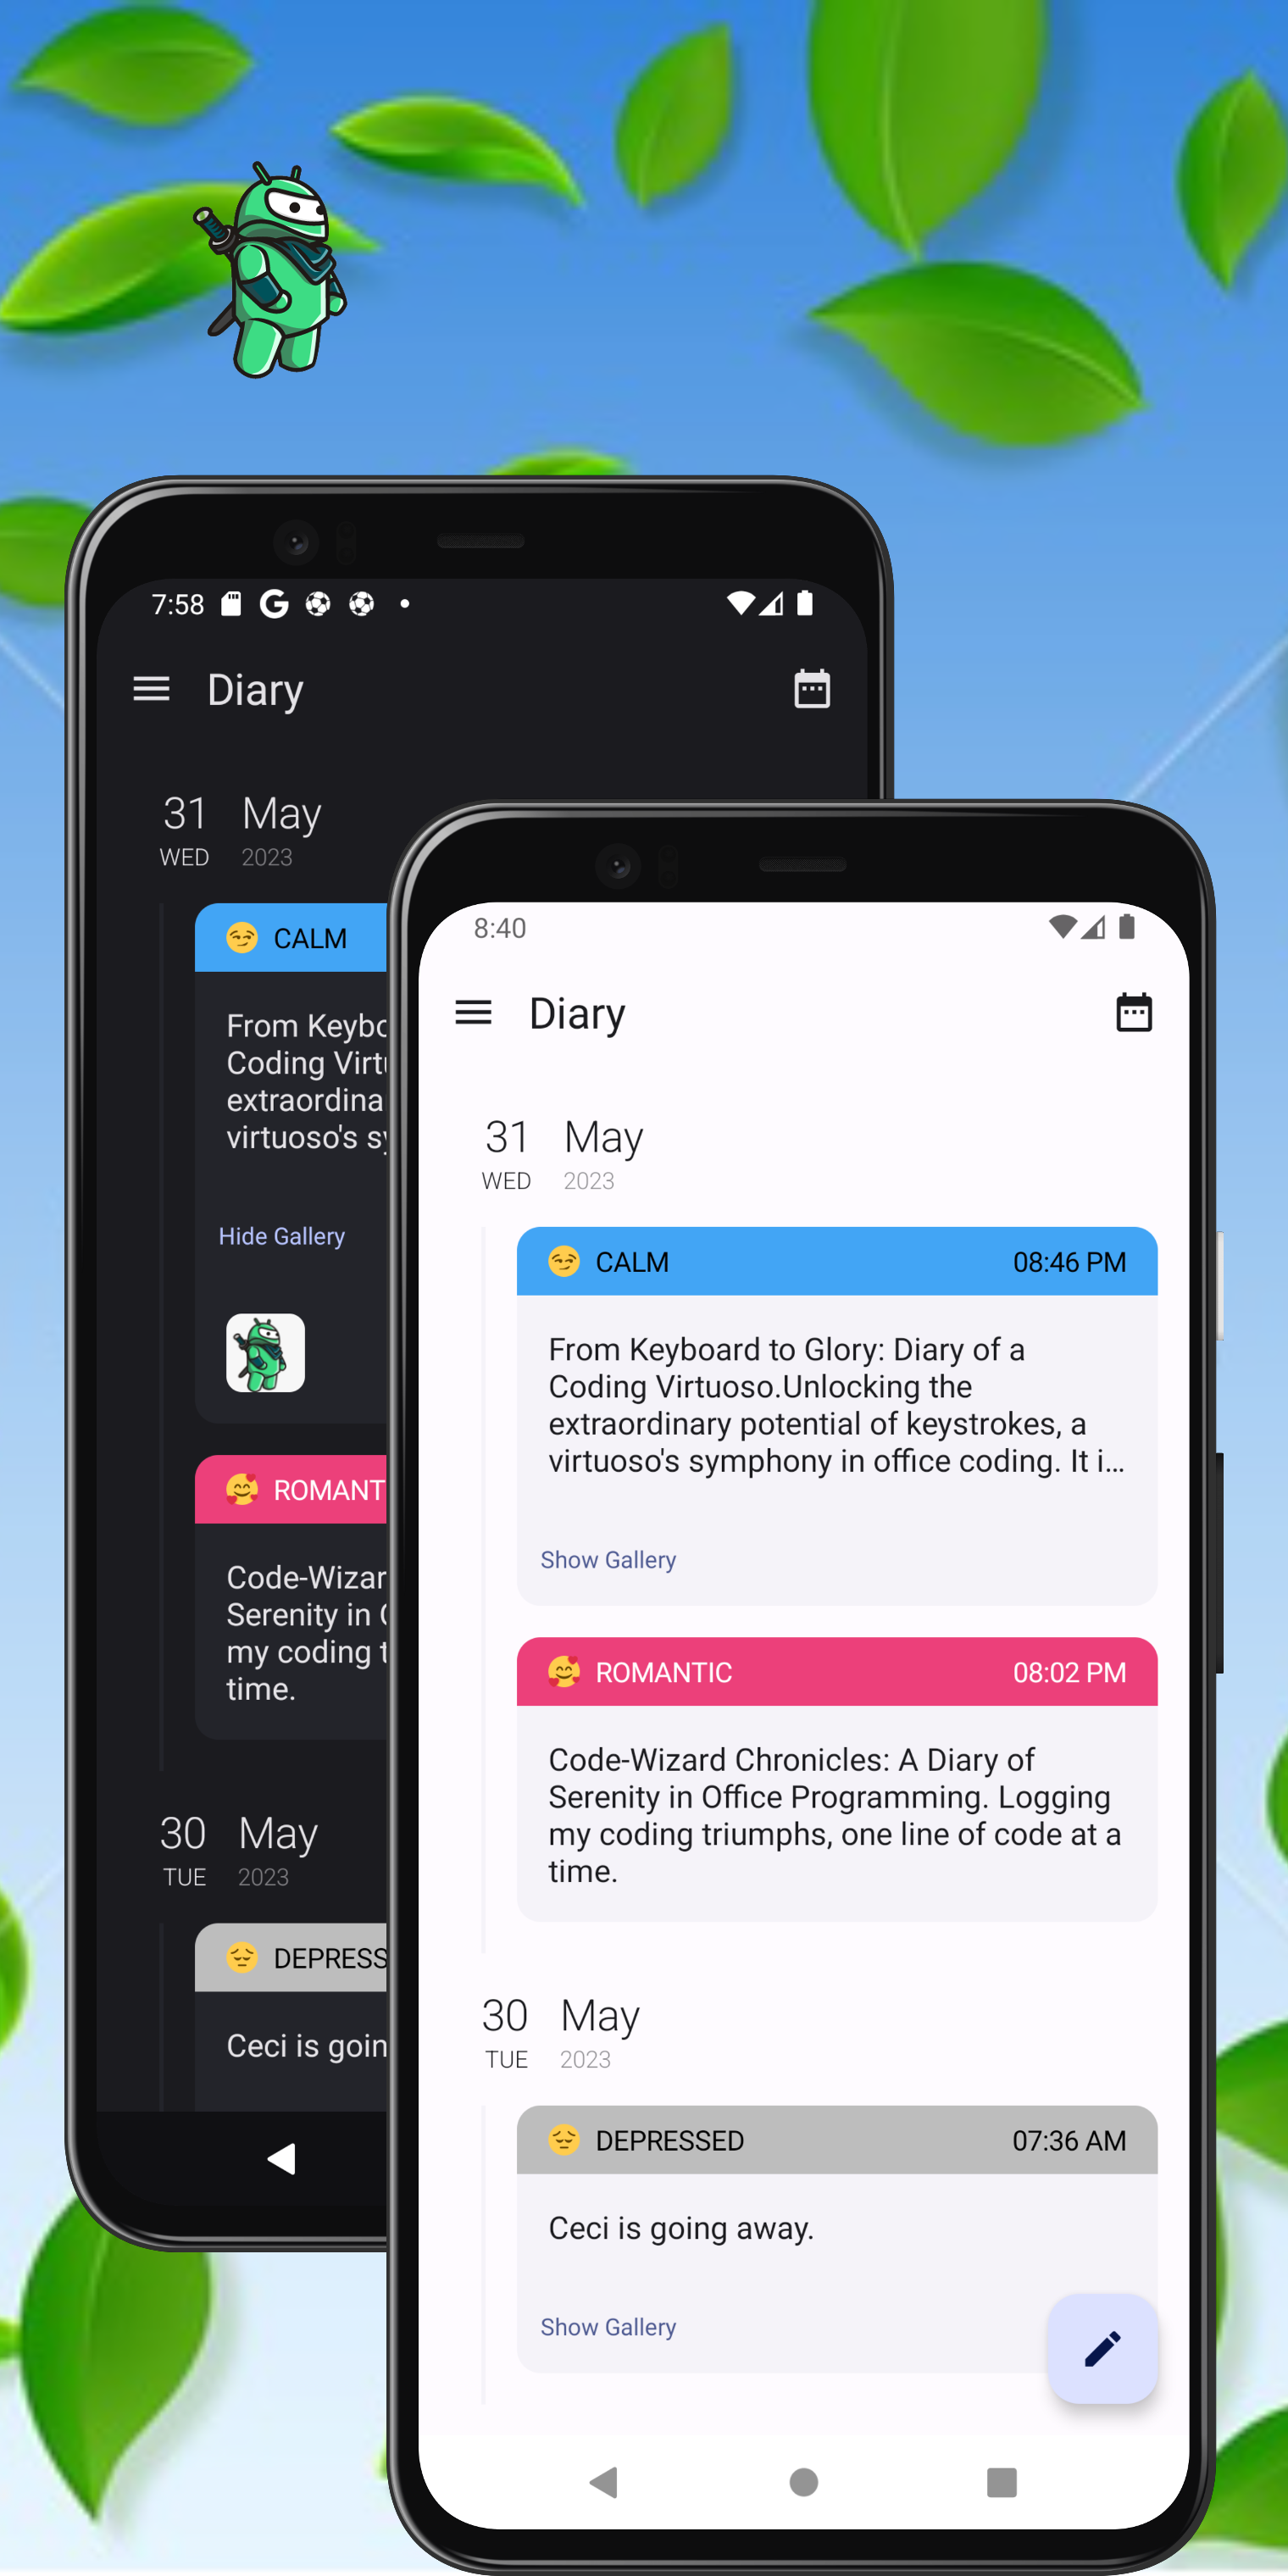 7:58
Diary
31 May
WED 2023
CALM
From Keybo
Coding Virtu
extraordina
virtuoso's sy
Hide Gallery
ROMANT
Code-Wizar
Serenity in
my coding t
time.
30 May
TUE 2023
DEPRESS
Ceci is goin
8:40
Diary
31 May
WED 2023
CALM 08:46 PM
From Keyboard to Glory: Diary of a
Coding Virtuoso.Unlocking the
extraordinary potential of keystrokes, a
virtuoso's symphony in office coding. It i...
Show Gallery
ROMANTIC 08:02 PM
Code-Wizard Chronicles: A Diary of
Serenity in Office Programming. Logging
my coding triumphs, one line of code at a
time.
30 May
TUE 2023
DEPRESSED 07:36 AM
Ceci is going away.
Show Gallery